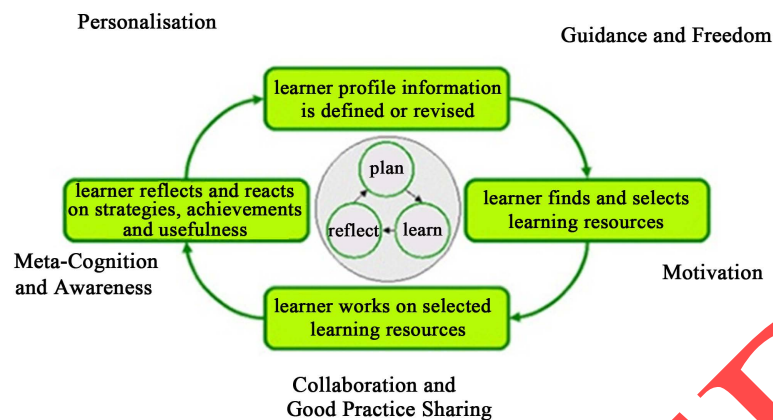 Personalisation
Guidance and Freedom
learner profile information
is defined or revised
plan
learner reflects and reacts
on strategies, achievements
and usefulness
learner finds and selects
learning resources
reflect
learn
Meta-Cognition
and Awareness
Motivation
learner works on selected
learning resources
Collaboration and
Good Practice Sharing